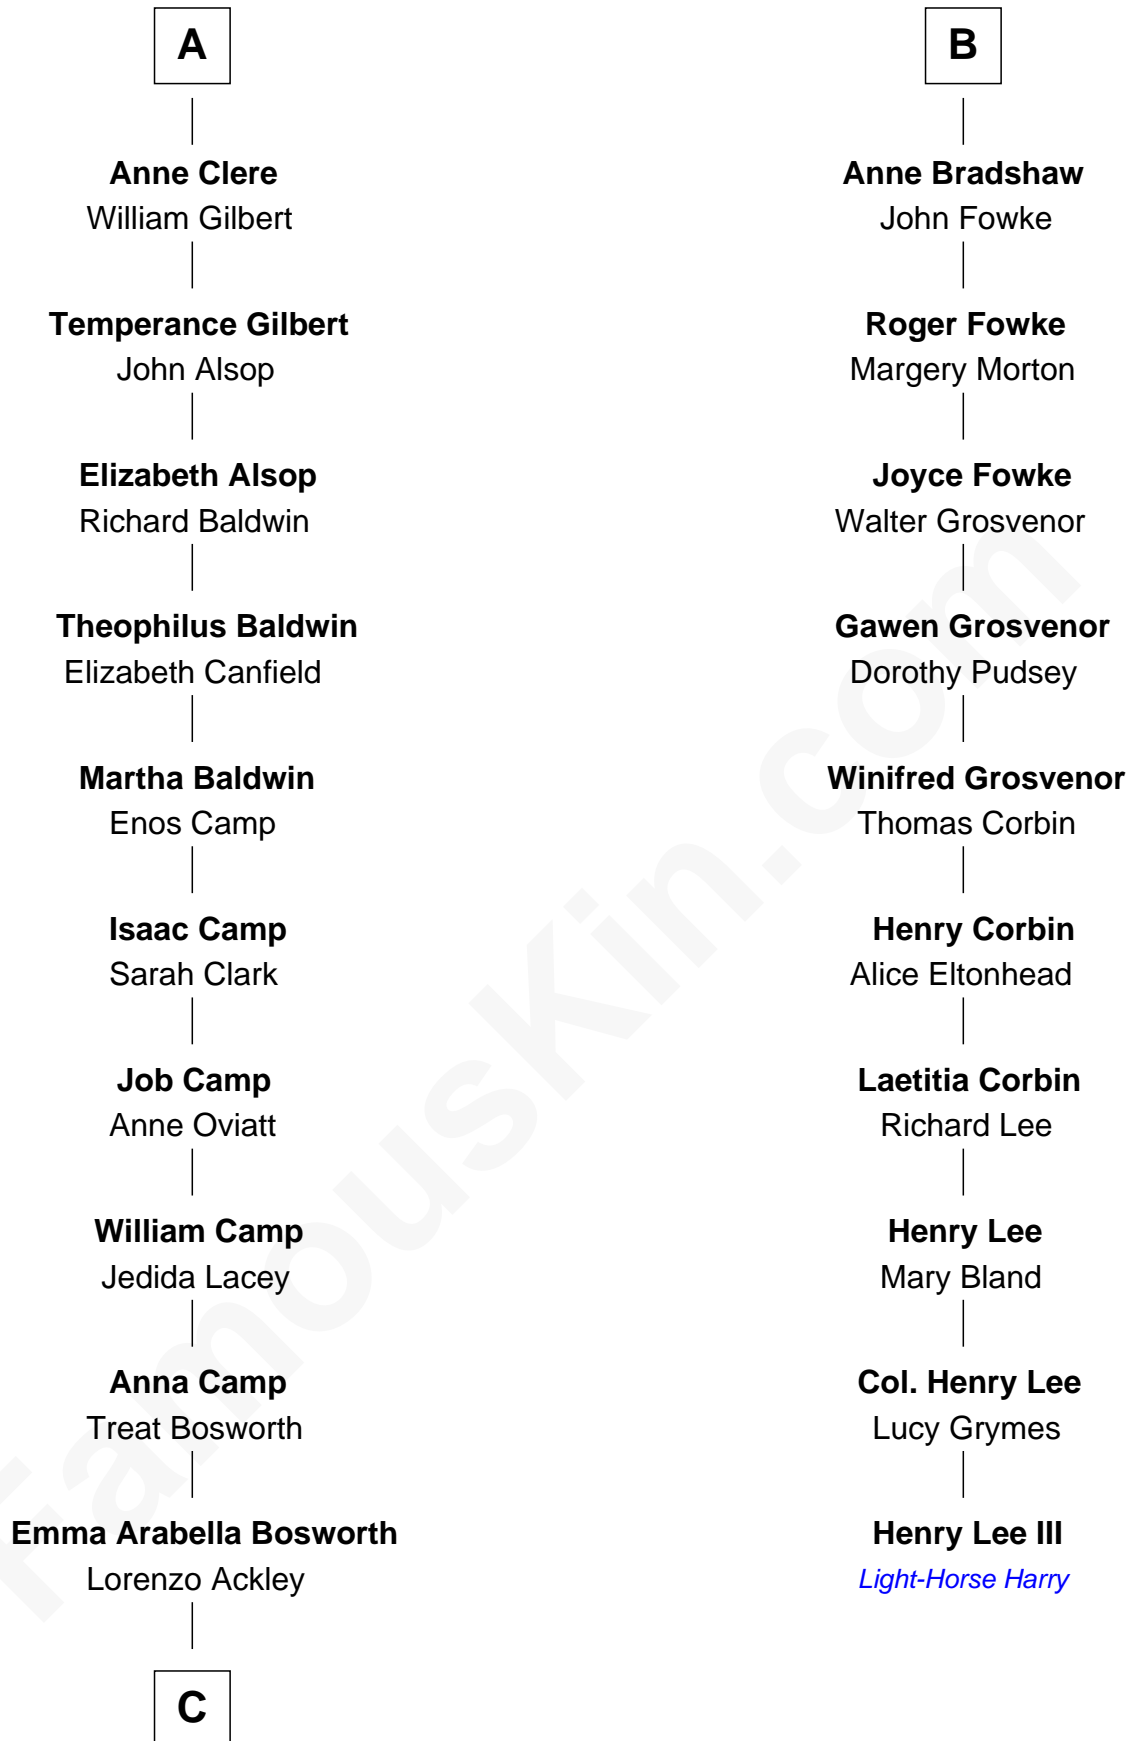 A
Anne Clere
William Gilbert
Temperance Gilbert
John Alsop
Elizabeth Alsop
Richard Baldwin
Theophilus Baldwin
Elizabeth Canfield
Martha Baldwin
Enos Camp
Isaac Camp
Sarah Clark
Job Camp
Anne Oviatt
William Camp
Jedida Lacey
Anna Camp
Treat Bosworth
Emma Arabella Bosworth
Lorenzo Ackley
C
B
Anne Bradshaw
John Fowke
Roger Fowke
Margery Morton
Joyce Fowke
Walter Grosvenor
Gawen Grosvenor
Dorothy Pudsey
Winifred Grosvenor
Thomas Corbin
Henry Corbin
Alice Eltonhead
Laetitia Corbin
Richard Lee
Henry Lee
Mary Bland
Col. Henry Lee
Lucy Grymes
Henry Lee III
Light-Horse Harry
FamousKin.com